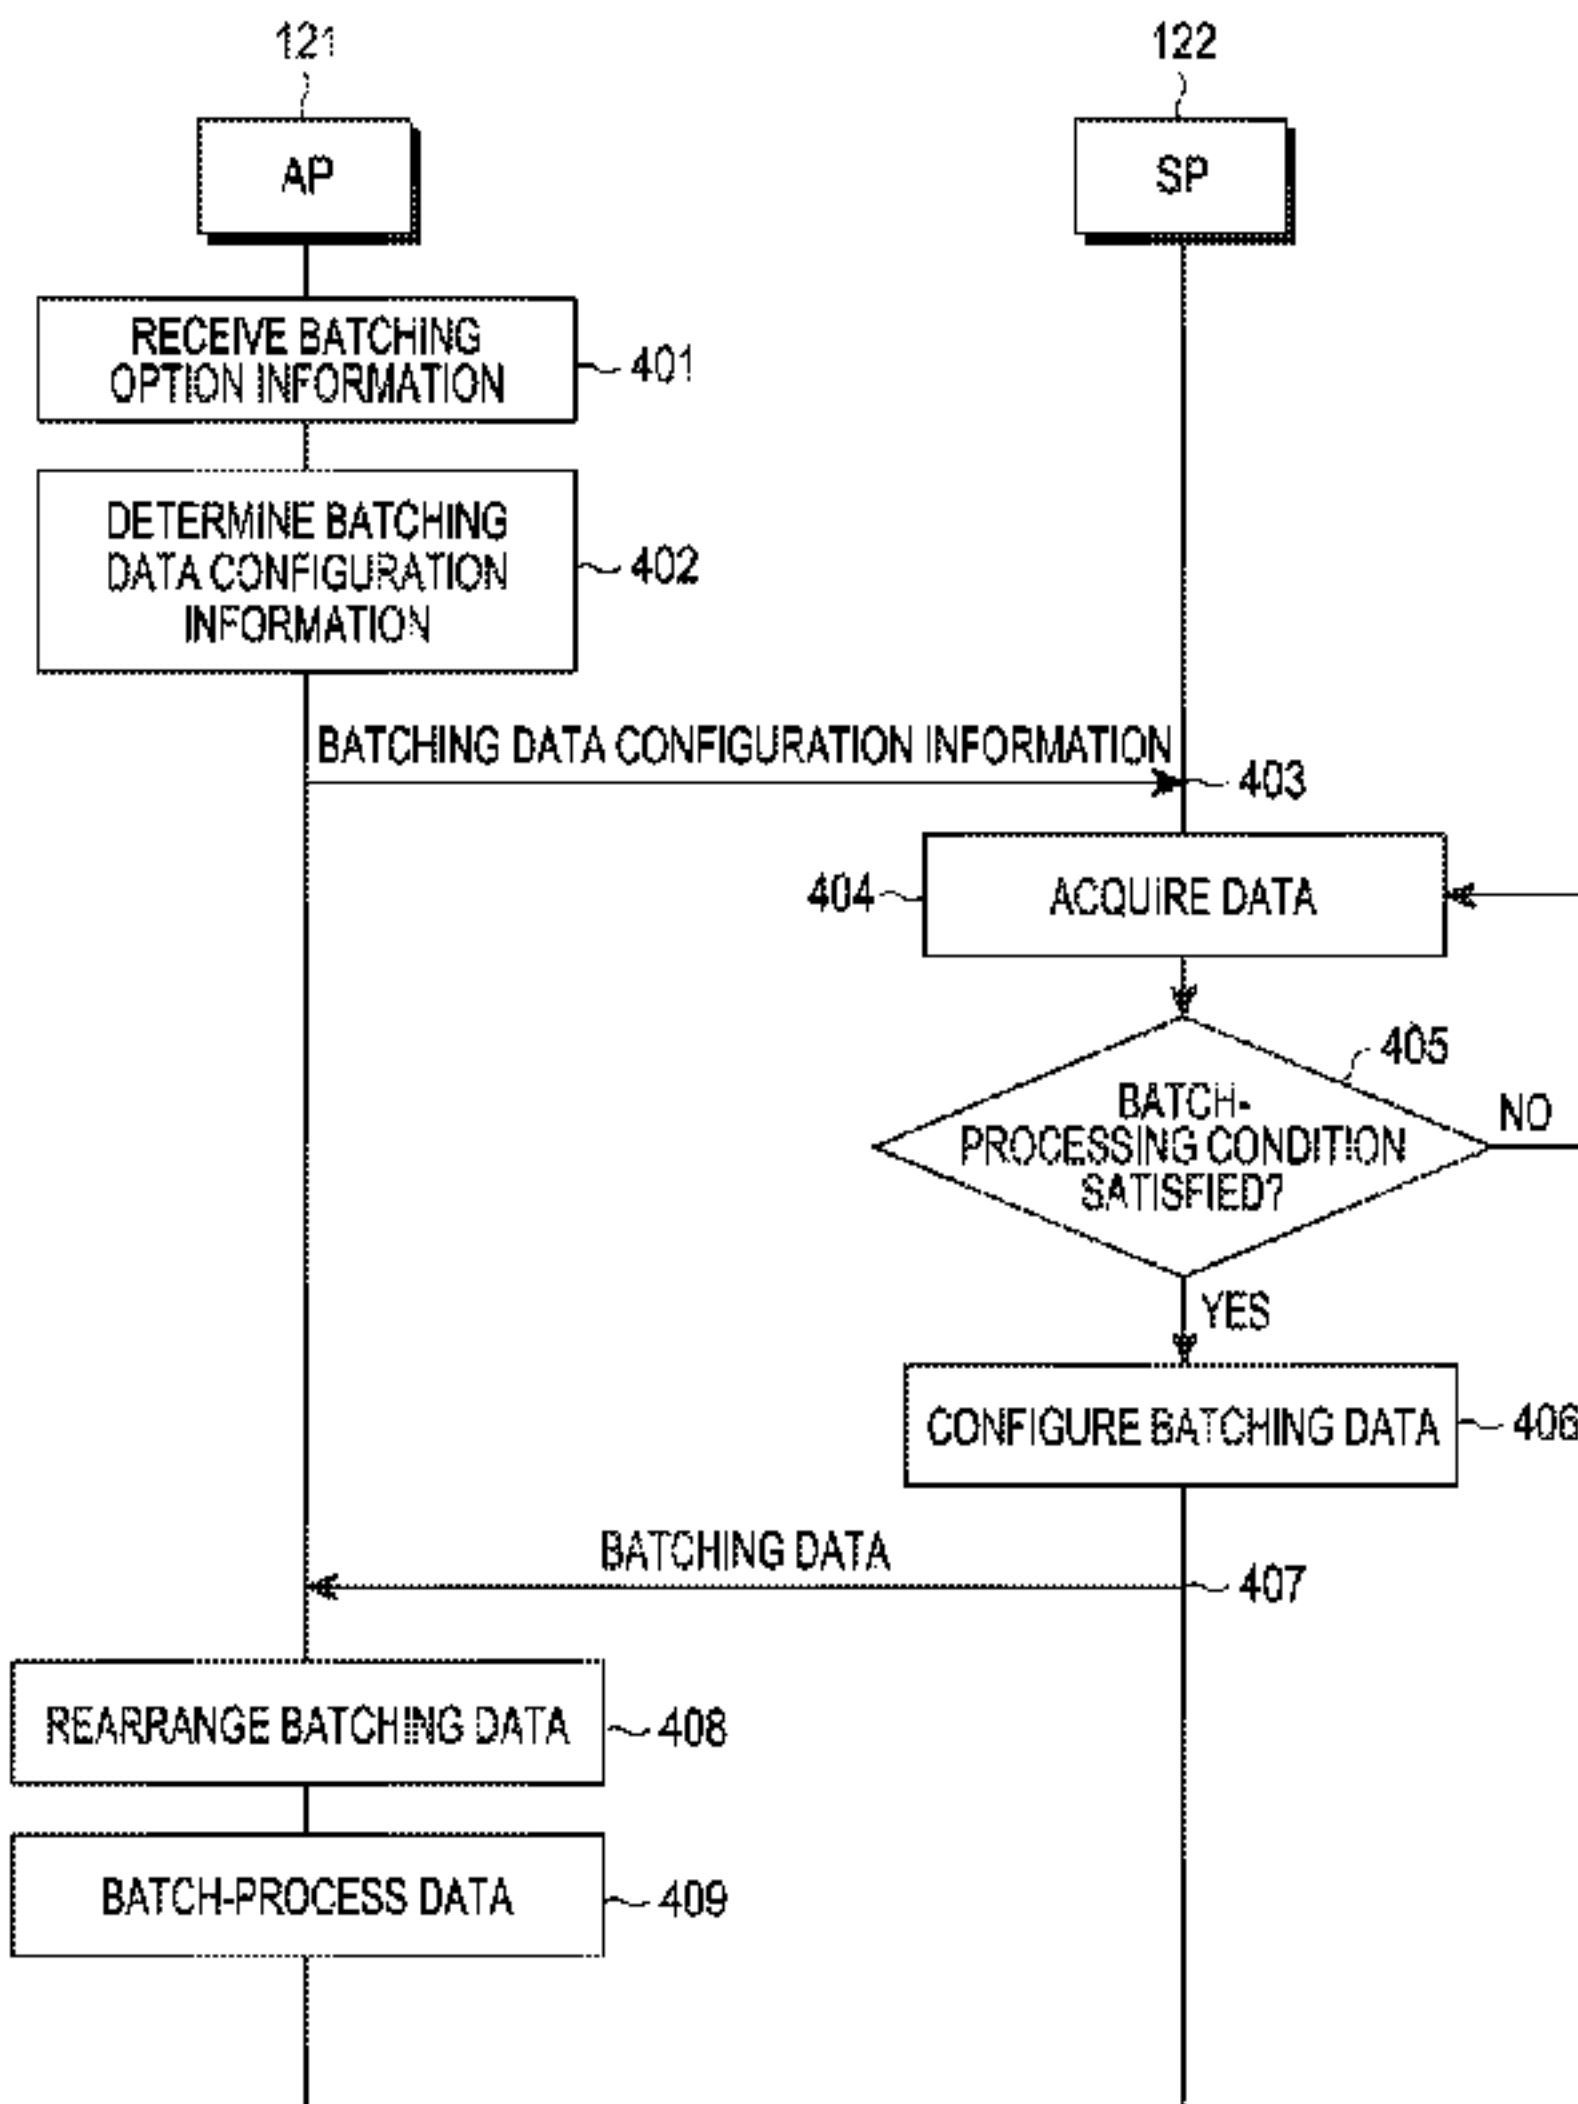 121
122
AP
SP
RECEIVE BATCHING
OPTION INFORMATION
401
DETERMINE BATCHING
DATA CONFIGURATION
INFORMATION
402
BATCHING DATA CONFIGURATION INFORMATION
403
404
ACQUIRE DATA
405
BATCH-
PROCESSING CONDITION
SATISFIED?
NO
YES
CONFIGURE BATCHING DATA
406
BATCHING DATA
407
REARRANGE BATCHING DATA
408
BATCH-PROCESS DATA
409